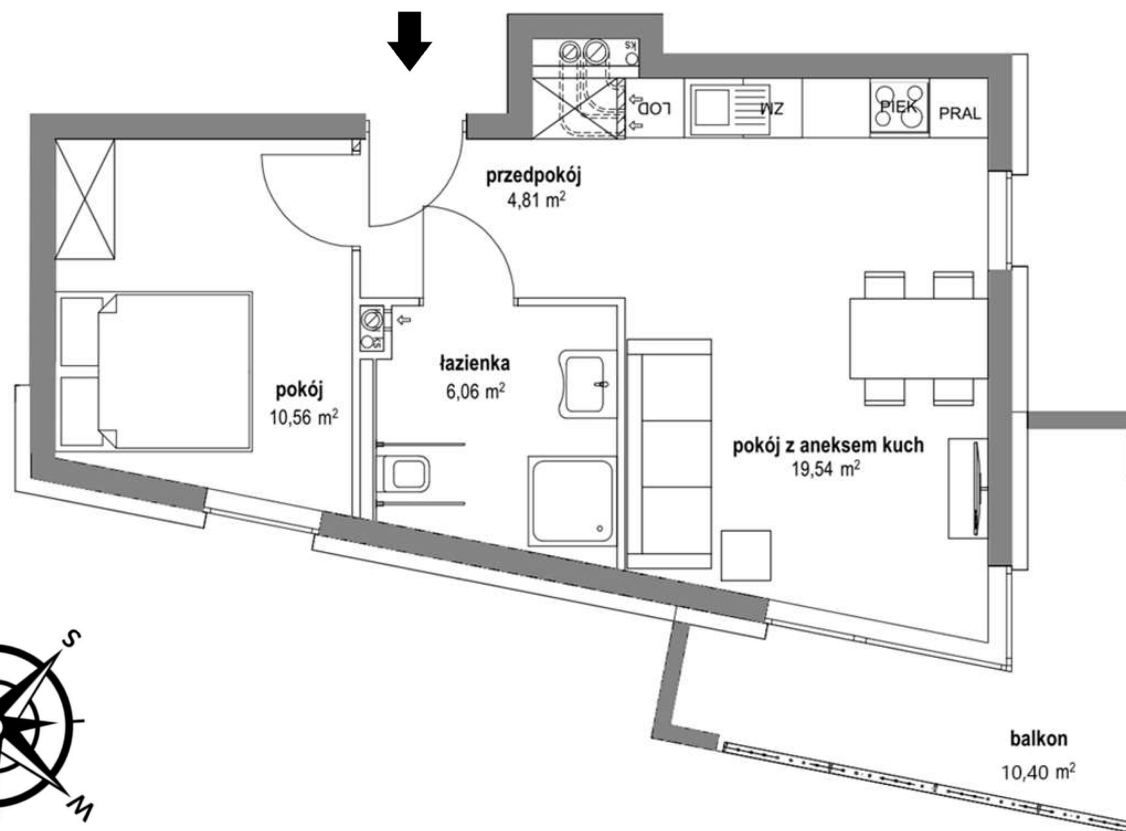 ks
LOD
ZM
PIEK
PRAL
przedpokój
4,81 m²
ks
łazienka
6,06 m²
pokój
10,56 m²
pokój z aneksem kuch
19,54 m²
S
W
balkon
10,40 m²